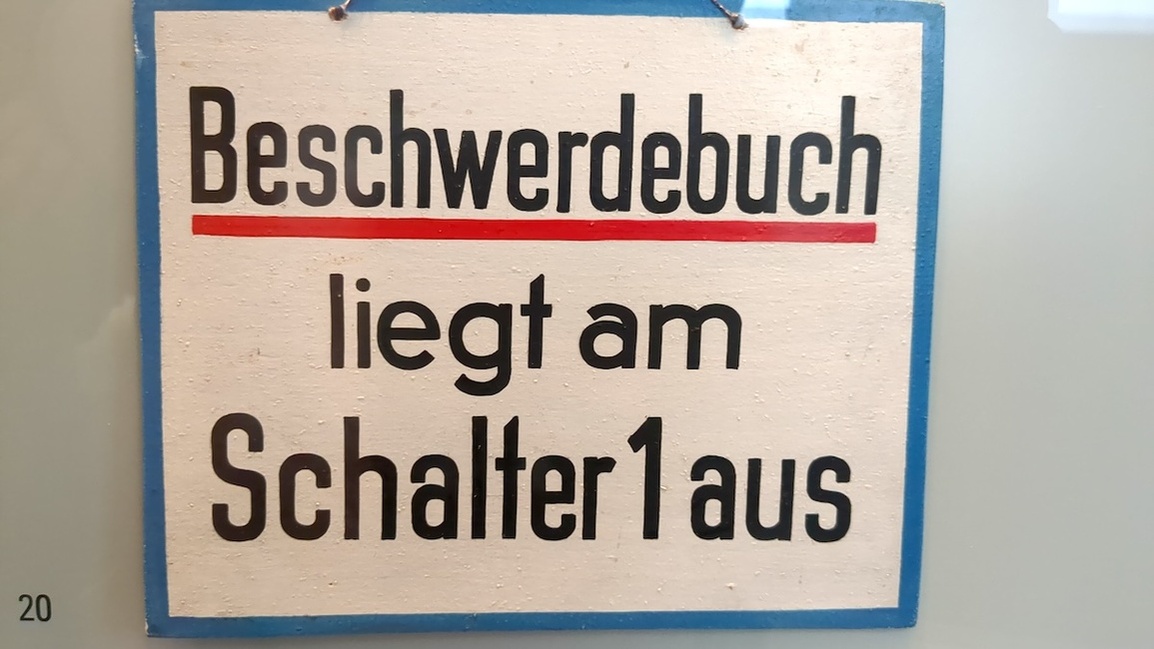 Beschwerdebuch
liegt am
Schalter 1 aus
20